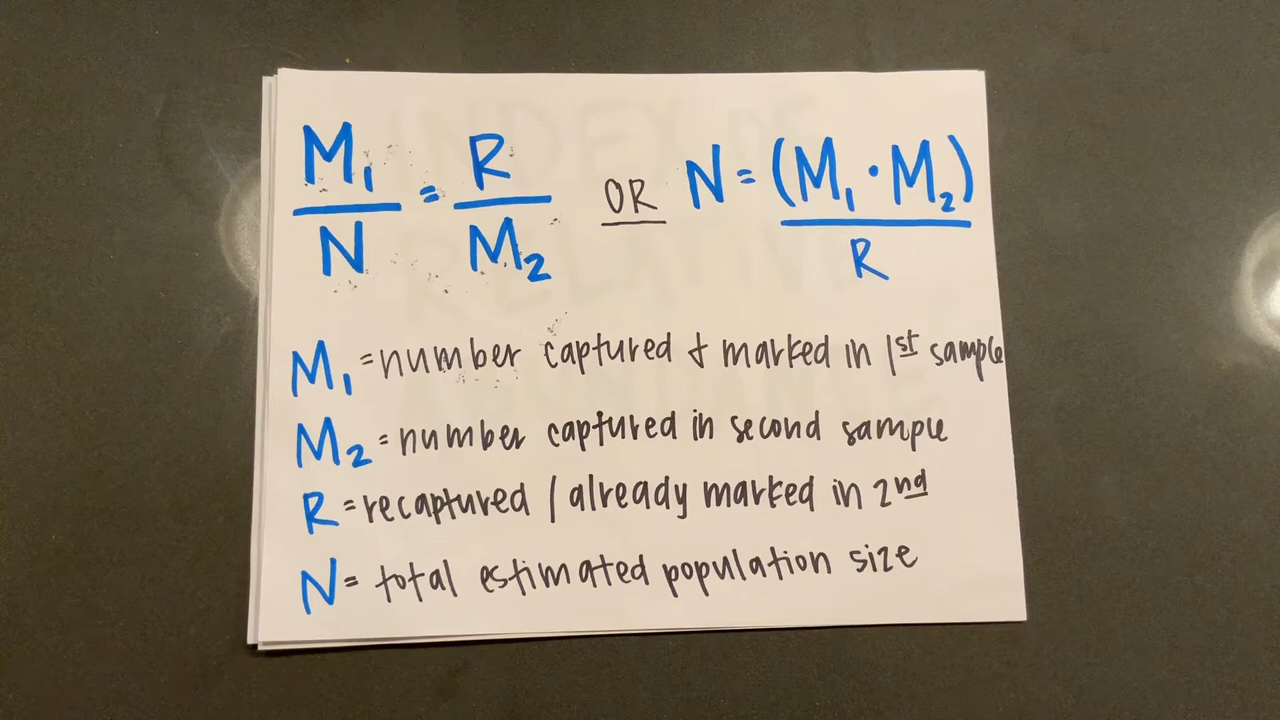 M₁/N = R/M₂ OR N = (M₁ · M₂)/R
M₁ = number captured + marked in 1st sample
M₂ = number captured in second sample
R = recaptured / already marked in 2nd
N = total estimated population size